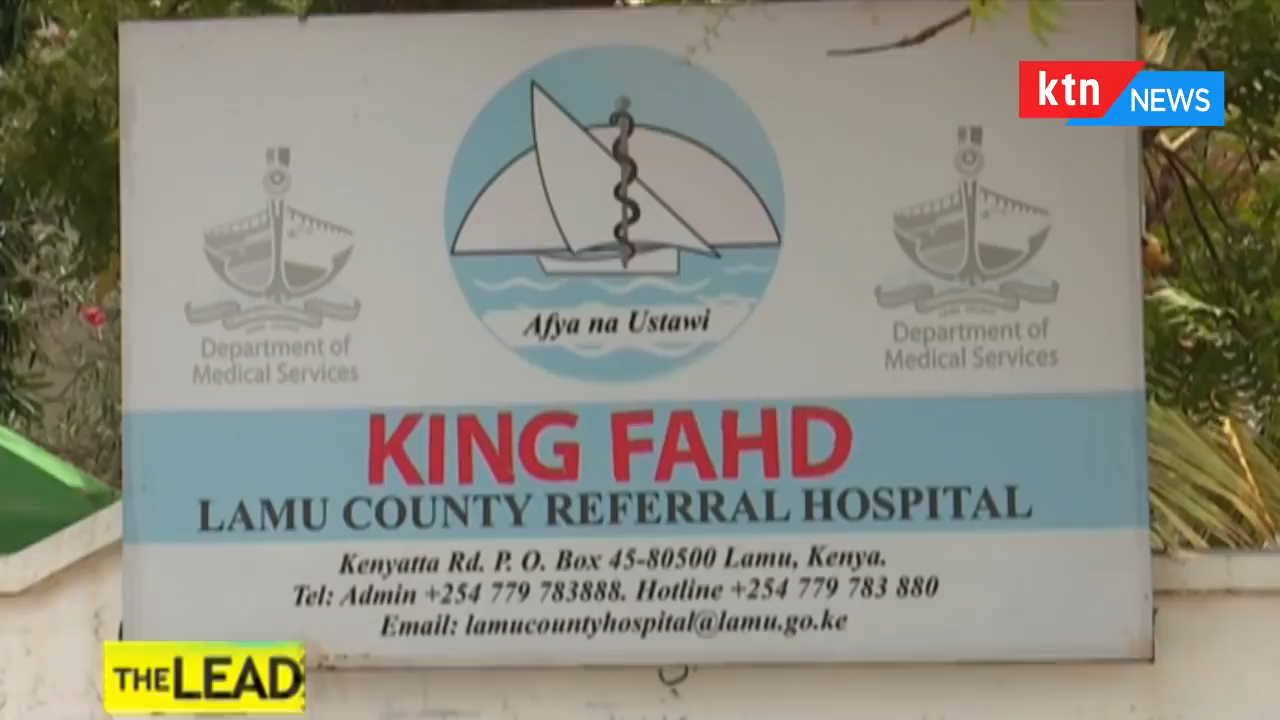 ktn NEWS
Afya na Ustawi
Department of
Medical Services
Department of
Medical Services
KING FAHD
LAMU COUNTY REFERRAL HOSPITAL
Kenyatta Rd. P. O. Box 45-80500 Lamu, Kenya.
Tel: Admin +254 779 783888. Hotline +254 779 783 880
Email: lamucountyhospital@lamu.go.ke
THE LEAD